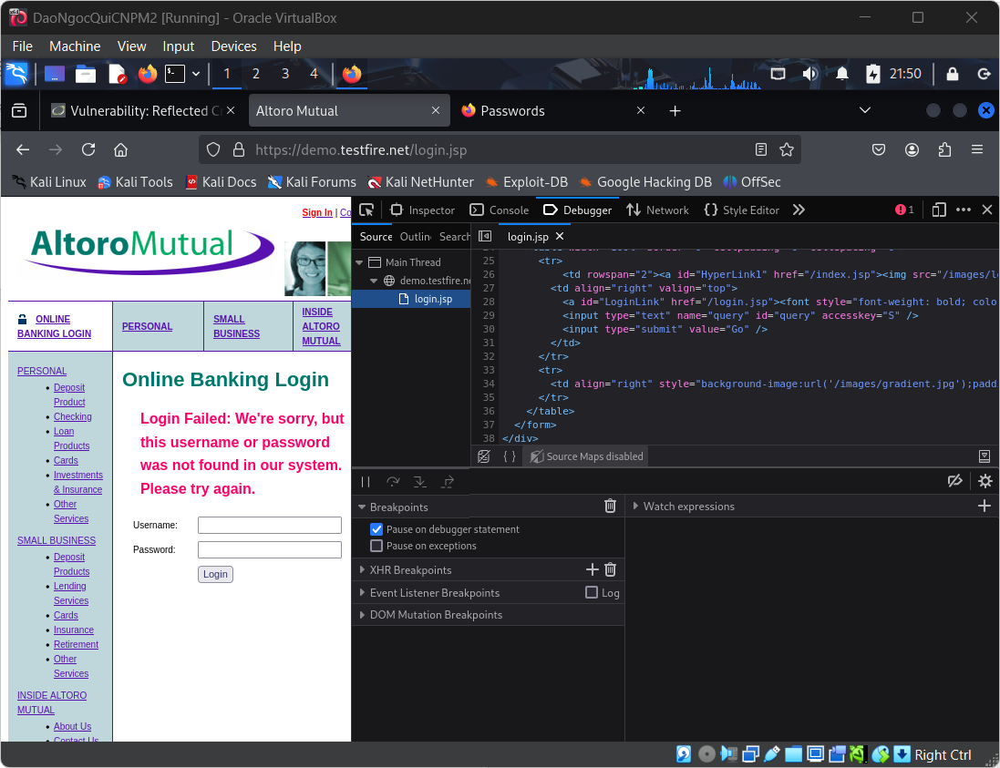 DaoNgocQuiCNPM2 [Running] - Oracle VirtualBox
File Machine View Input Devices Help
1 2 3 4 21:50
Vulnerability: Reflected C
Altoro Mutual
Passwords
https://demo.testfire.net/login.jsp
Kali Linux Kali Tools Kali Docs Kali Forums Kali NetHunter Exploit-DB Google Hacking DB OffSec
Sign In | Co
AltoroMutual
ONLINE
BANKING LOGIN
PERSONAL
SMALL
BUSINESS
INSIDE
ALTORO
MUTUAL
PERSONAL
Deposit
Product
Checking
Loan
Products
Cards
Investments
& Insurance
Other
Services
SMALL BUSINESS
Deposit
Products
Lending
Services
Cards
Insurance
Retirement
Other
Services
INSIDE ALTORO
MUTUAL
About Us
Contact Us
Online Banking Login
Login Failed: We're sorry, but
this username or password
was not found in our system.
Please try again.
Username:
Password:
Login
Inspector Console Debugger Network Style Editor 1
Source Outlin Search
Main Thread
demo.testfire.ne
login.jsp
login.jsp
25 <tr>
26 <td rowspan="2"><a id="HyperLink1" href="/index.jsp"><img src="/images/lo
27 <td align="right" valign="top">
28 <a id="LoginLink" href="/login.jsp"><font style="font-weight: bold; colo
29 <input type="text" name="query" id="query" accesskey="S" />
30 <input type="submit" value="Go" />
31 </td>
32 </tr>
33 <tr>
34 <td align="right" style="background-image:url('/images/gradient.jpg');padd
35 </tr>
36 </table>
37 </form>
38 </div>
{ } Source Maps disabled
Breakpoints
Pause on debugger statement
Pause on exceptions
XHR Breakpoints
Event Listener Breakpoints Log
DOM Mutation Breakpoints
Watch expressions
Right Ctrl